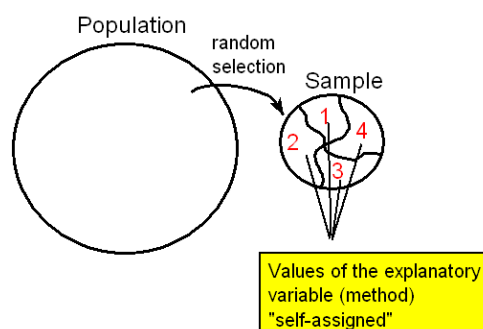 Population
random
selection
Sample
1
2
4
3
Values of the explanatory
variable (method)
"self-assigned"